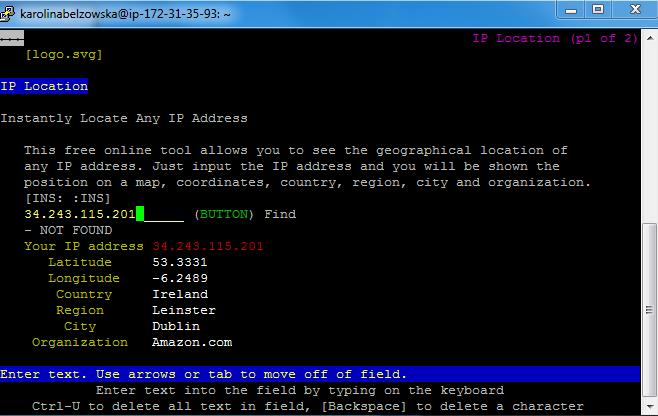 karolinabelzowska@ip-172-31-35-93: ~
IP Location (p1 of 2)
[logo.svg]
IP Location
Instantly Locate Any IP Address
This free online tool allows you to see the geographical location of
any IP address. Just input the IP address and you will be shown the
position on a map, coordinates, country, region, city and organization.
[INS: :INS]
34.243.115.201______ (BUTTON) Find
- NOT FOUND
Your IP address 34.243.115.201
Latitude 53.3331
Longitude -6.2489
Country Ireland
Region Leinster
City Dublin
Organization Amazon.com
Enter text. Use arrows or tab to move off of field.
Enter text into the field by typing on the keyboard
Ctrl-U to delete all text in field, [Backspace] to delete a character